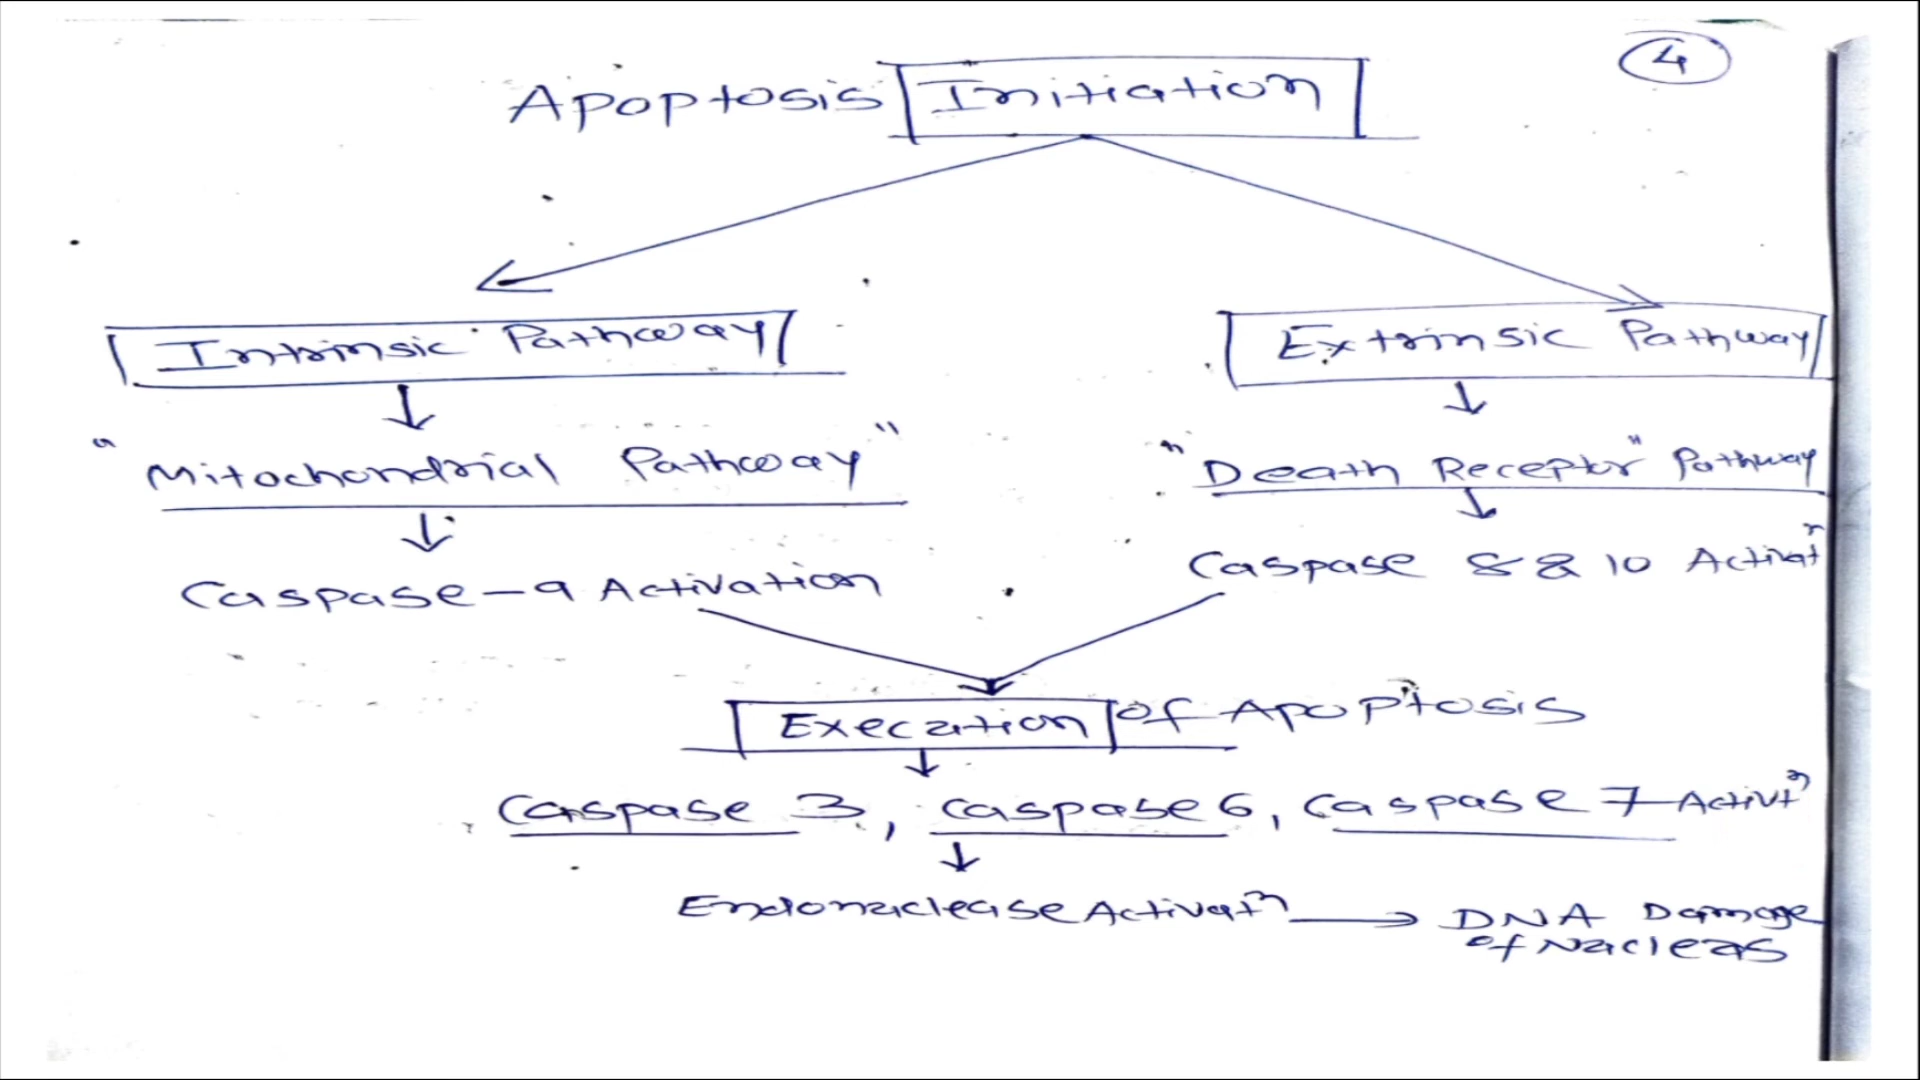 4
Apoptosis Initiation
Intrinsic Pathway
Extrinsic Pathway
"Mitochondrial Pathway"
"Death Receptor" Pathway
Caspase-9 Activation
Caspase 8 & 10 Activatn
Execution of Apoptosis
Caspase 3, Caspase 6, Caspase 7 Activtn
Endonuclease Activatn → DNA Damage
of Nucleus